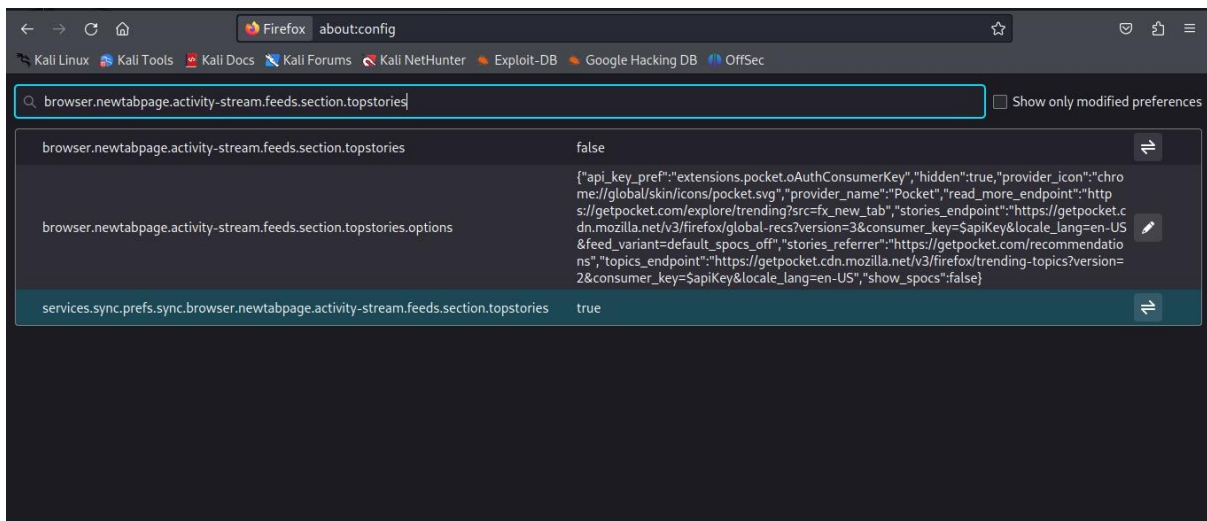 Firefox about:config
Kali Linux Kali Tools Kali Docs Kali Forums Kali NetHunter Exploit-DB Google Hacking DB OffSec
browser.newtabpage.activity-stream.feeds.section.topstories Show only modified preferences
browser.newtabpage.activity-stream.feeds.section.topstories false
browser.newtabpage.activity-stream.feeds.section.topstories.options
{"api_key_pref":"extensions.pocket.oAuthConsumerKey","hidden":true,"provider_icon":"chro
me://global/skin/icons/pocket.svg","provider_name":"Pocket","read_more_endpoint":"http
s://getpocket.com/explore/trending?src=fx_new_tab","stories_endpoint":"https://getpocket.c
dn.mozilla.net/v3/firefox/global-recs?version=3&consumer_key=$apiKey&locale_lang=en-US
&feed_variant=default_spocs_off","stories_referrer":"https://getpocket.com/recommendatio
ns","topics_endpoint":"https://getpocket.cdn.mozilla.net/v3/firefox/trending-topics?version=
2&consumer_key=$apiKey&locale_lang=en-US","show_spocs":false}
services.sync.prefs.sync.browser.newtabpage.activity-stream.feeds.section.topstories true